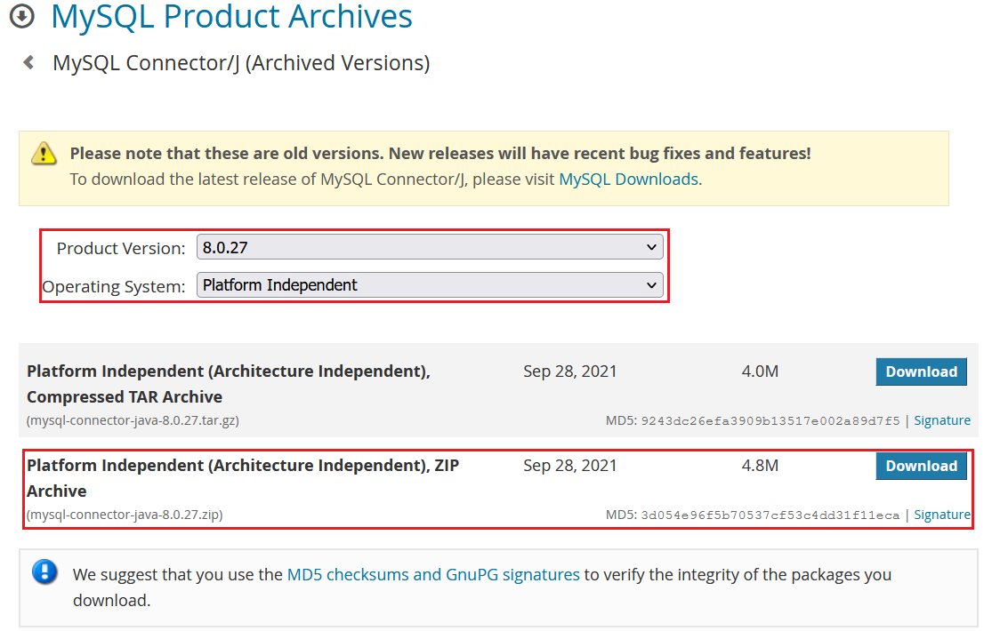 MySQL Product Archives
MySQL Connector/J (Archived Versions)
Please note that these are old versions. New releases will have recent bug fixes and features!
To download the latest release of MySQL Connector/J, please visit MySQL Downloads.
Product Version: 8.0.27
Operating System: Platform Independent
Platform Independent (Architecture Independent), Sep 28, 2021 4.0M Download
Compressed TAR Archive
(mysql-connector-java-8.0.27.tar.gz) MD5: 9243dc26efa3909b13517e002a89d7f5 | Signature
Platform Independent (Architecture Independent), ZIP Sep 28, 2021 4.8M Download
Archive
(mysql-connector-java-8.0.27.zip) MD5: 3d054e96f5b70537cf53c4dd31f11eca | Signature
We suggest that you use the MD5 checksums and GnuPG signatures to verify the integrity of the packages you
download.